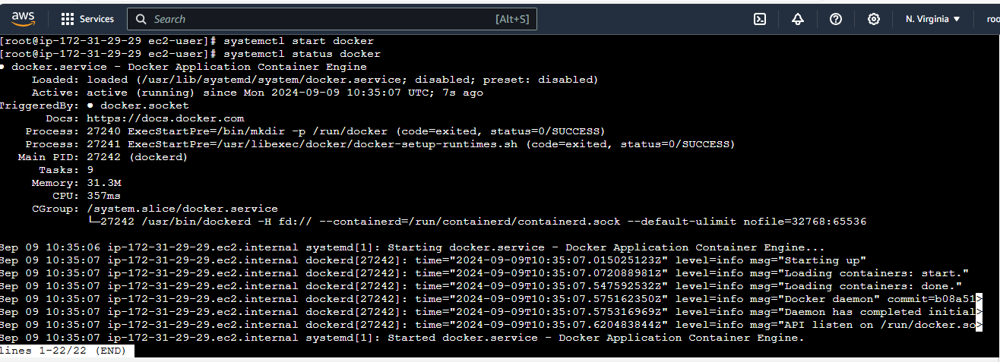 aws Services Search [Alt+S] N. Virginia roo
[root@ip-172-31-29-29 ec2-user]# systemctl start docker
[root@ip-172-31-29-29 ec2-user]# systemctl status docker
● docker.service - Docker Application Container Engine
Loaded: loaded (/usr/lib/systemd/system/docker.service; disabled; preset: disabled)
Active: active (running) since Mon 2024-09-09 10:35:07 UTC; 7s ago
TriggeredBy: ● docker.socket
Docs: https://docs.docker.com
Process: 27240 ExecStartPre=/bin/mkdir -p /run/docker (code=exited, status=0/SUCCESS)
Process: 27241 ExecStartPre=/usr/libexec/docker/docker-setup-runtimes.sh (code=exited, status=0/SUCCESS)
Main PID: 27242 (dockerd)
Tasks: 9
Memory: 31.3M
CPU: 357ms
CGroup: /system.slice/docker.service
└─27242 /usr/bin/dockerd -H fd:// --containerd=/run/containerd/containerd.sock --default-ulimit nofile=32768:65536
Sep 09 10:35:06 ip-172-31-29-29.ec2.internal systemd[1]: Starting docker.service - Docker Application Container Engine...
Sep 09 10:35:07 ip-172-31-29-29.ec2.internal dockerd[27242]: time="2024-09-09T10:35:07.015025123Z" level=info msg="Starting up"
Sep 09 10:35:07 ip-172-31-29-29.ec2.internal dockerd[27242]: time="2024-09-09T10:35:07.072088981Z" level=info msg="Loading containers: start."
Sep 09 10:35:07 ip-172-31-29-29.ec2.internal dockerd[27242]: time="2024-09-09T10:35:07.547592532Z" level=info msg="Loading containers: done."
Sep 09 10:35:07 ip-172-31-29-29.ec2.internal dockerd[27242]: time="2024-09-09T10:35:07.575162350Z" level=info msg="Docker daemon" commit=b08a51>
Sep 09 10:35:07 ip-172-31-29-29.ec2.internal dockerd[27242]: time="2024-09-09T10:35:07.575316969Z" level=info msg="Daemon has completed initial>
Sep 09 10:35:07 ip-172-31-29-29.ec2.internal dockerd[27242]: time="2024-09-09T10:35:07.620483844Z" level=info msg="API listen on /run/docker.so>
Sep 09 10:35:07 ip-172-31-29-29.ec2.internal systemd[1]: Started docker.service - Docker Application Container Engine.
lines 1-22/22 (END)